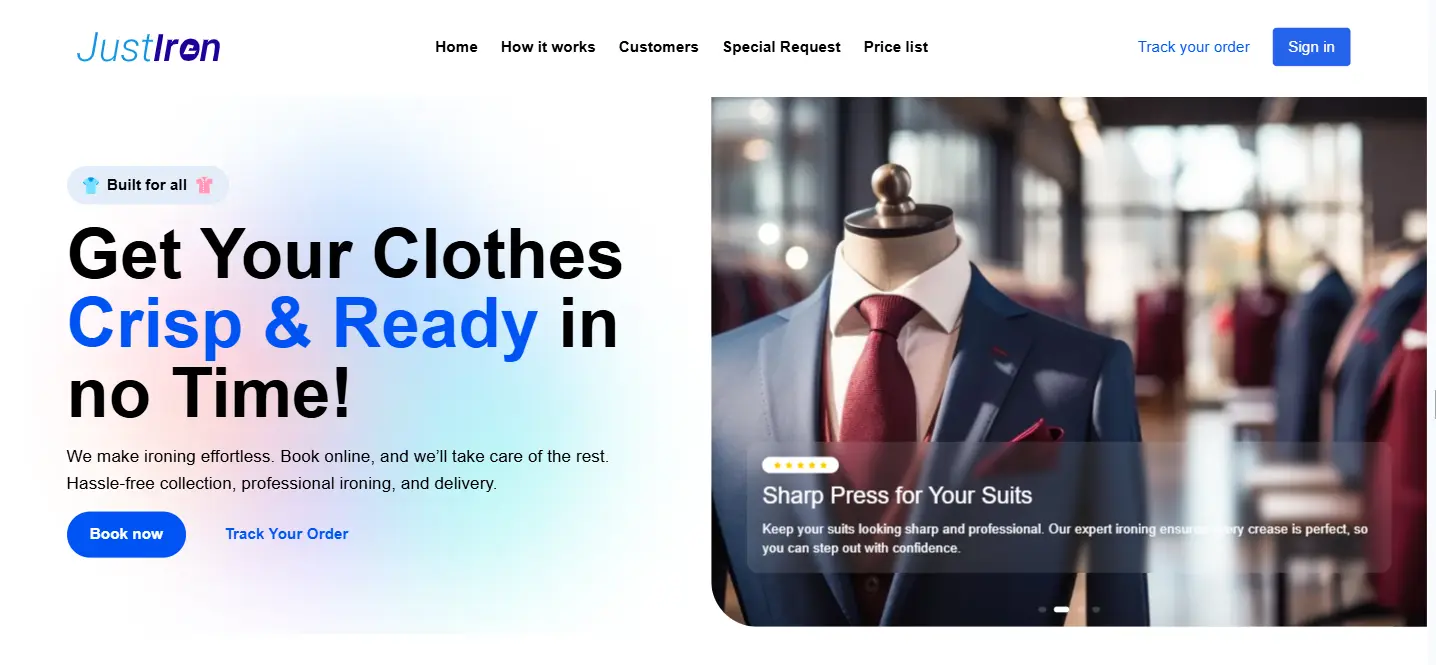 JustIron
Home
How it works
Customers
Special Request
Price list
Track your order
Sign in
Built for all
Get Your Clothes
Crisp & Ready in
no Time!
We make ironing effortless. Book online, and we’ll take care of the rest.
Hassle-free collection, professional ironing, and delivery.
Book now
Track Your Order
Sharp Press for Your Suits
Keep your suits looking sharp and professional. Our expert ironing ensures every crease is perfect, so
you can step out with confidence.